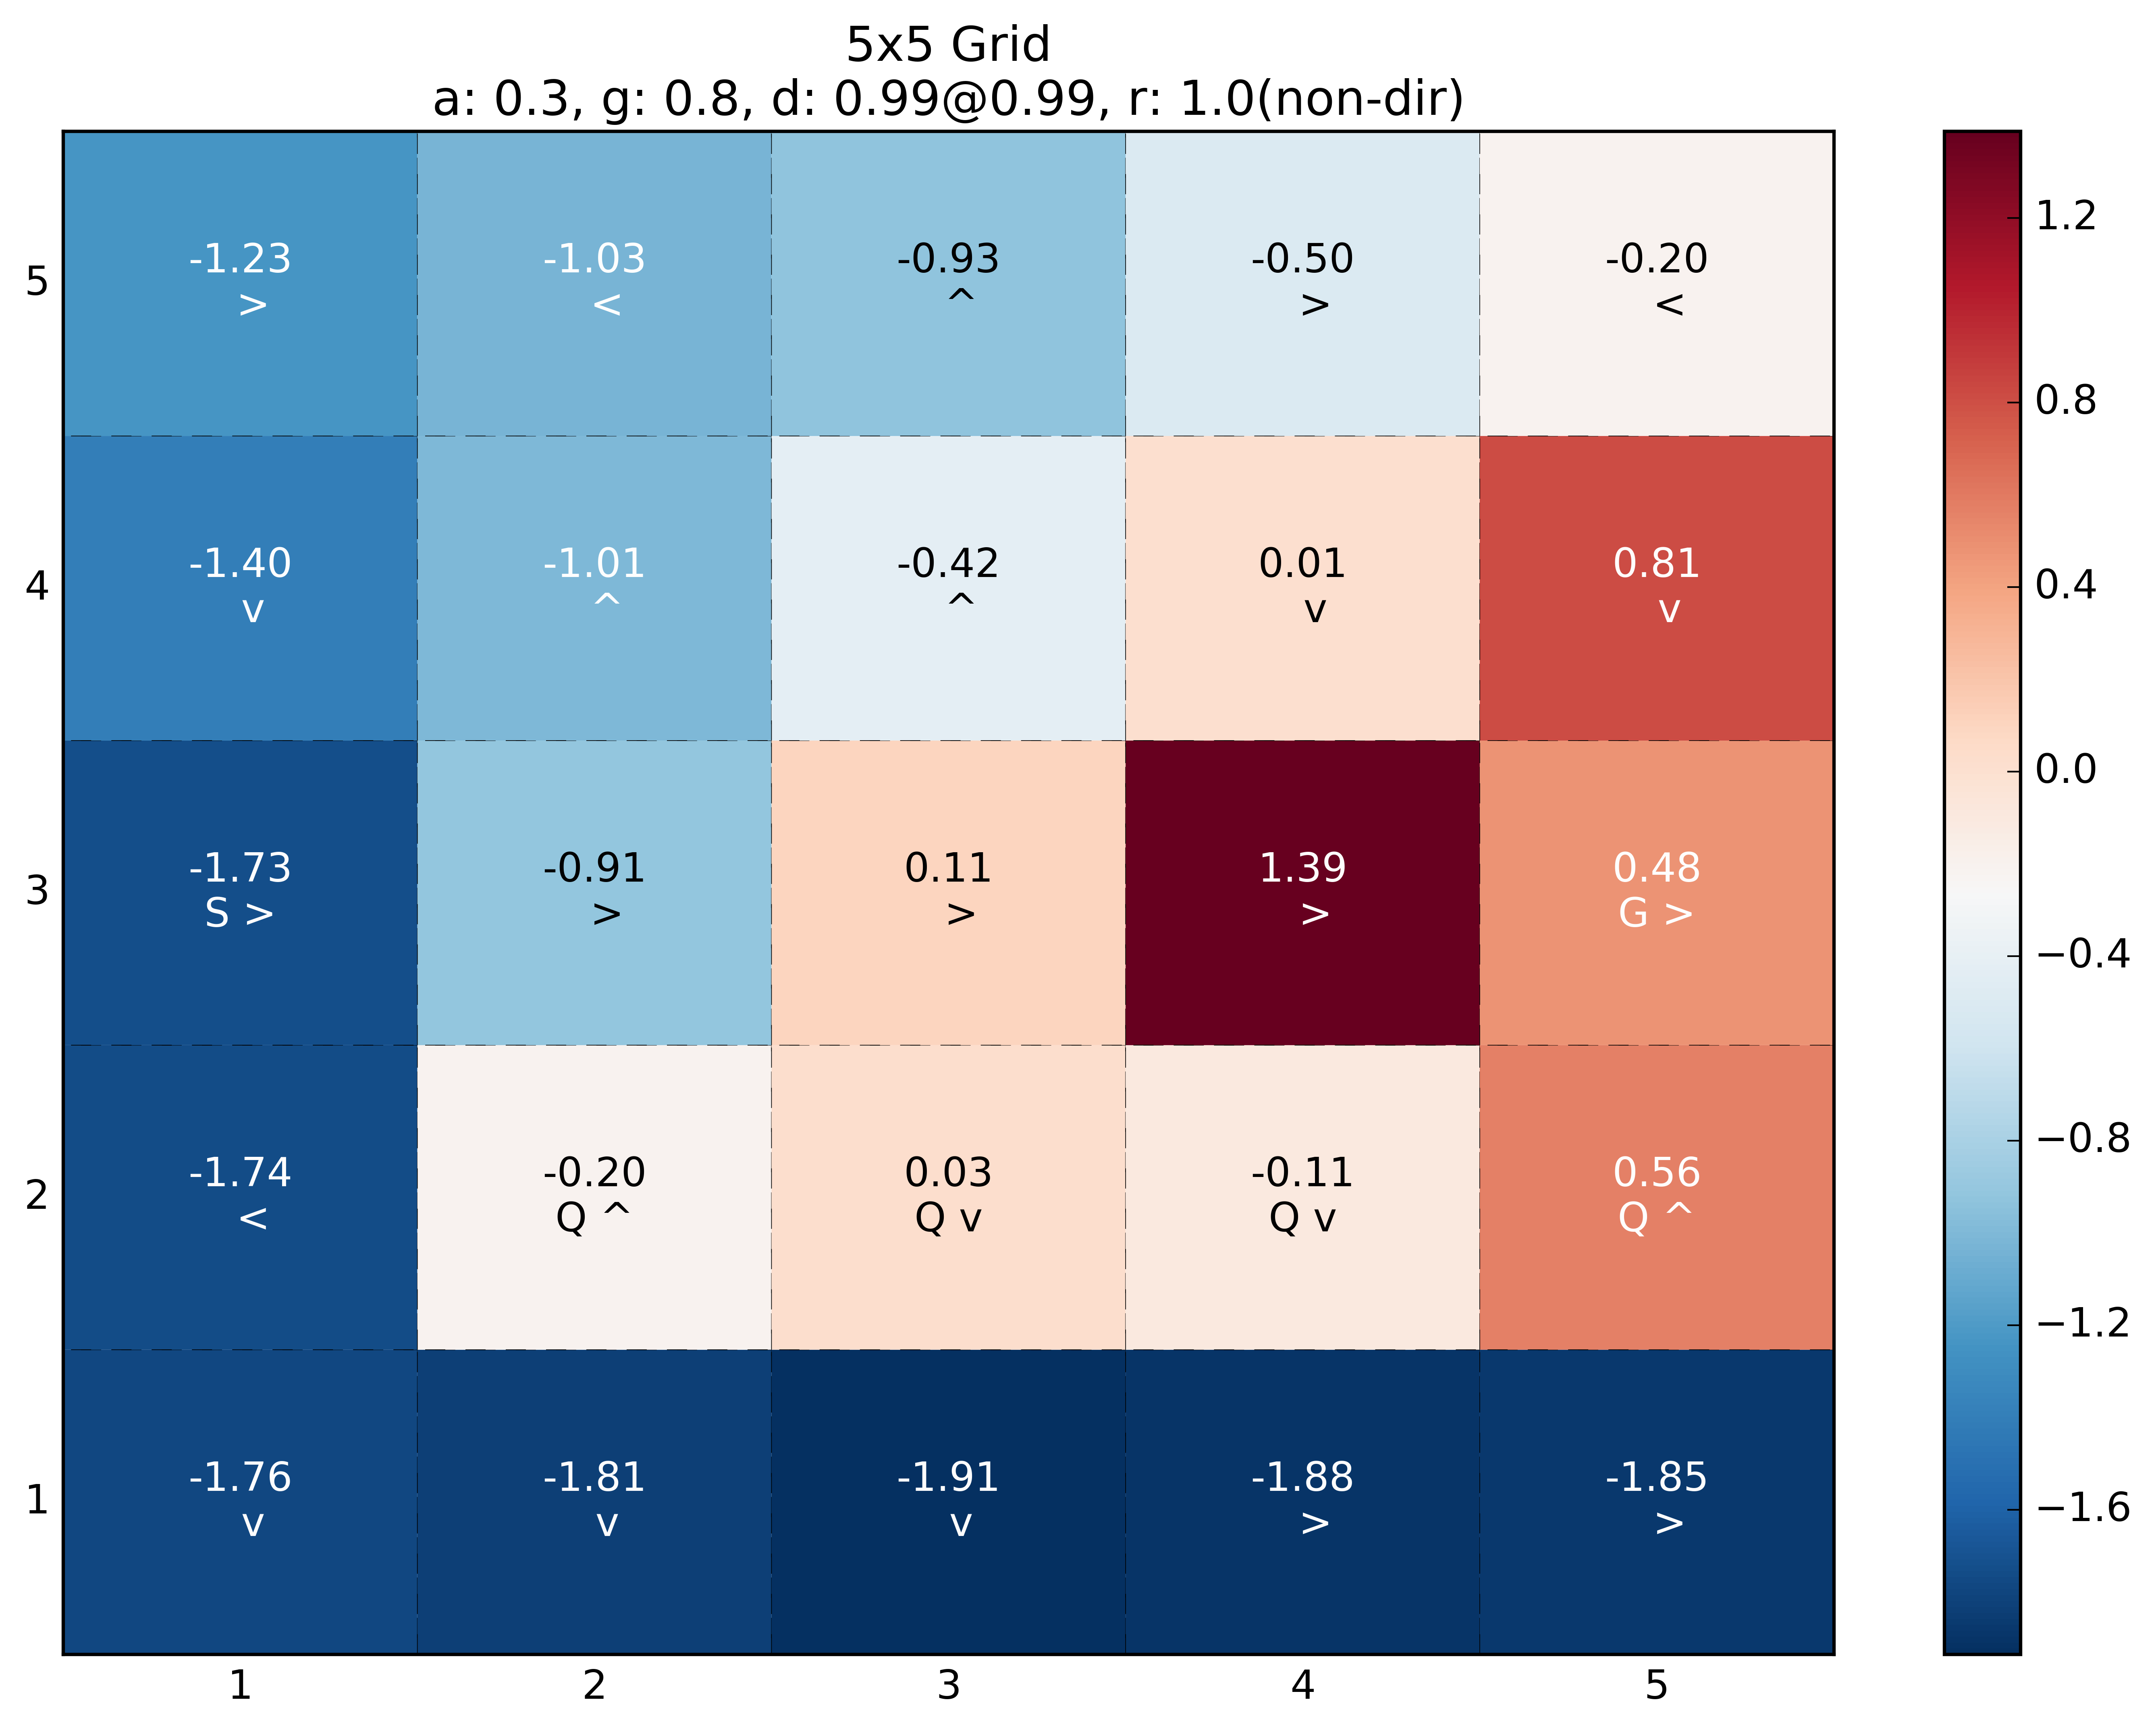 5x5 Grid
a: 0.3, g: 0.8, d: 0.99@0.99, r: 1.0(non-dir)
5
-1.23 -1.03 -0.93 -0.50 -0.20
> < ^ > <
4
-1.40 -1.01 -0.42 0.01 0.81
v ^ ^ v v
3
-1.73 -0.91 0.11 1.39 0.48
S > > > > G >
2
-1.74 -0.20 0.03 -0.11 0.56
< Q ^ Q v Q v Q ^
1
-1.76 -1.81 -1.91 -1.88 -1.85
v v v > >
1 2 3 4 5
1.2
0.8
0.4
0.0
−0.4
−0.8
−1.2
−1.6